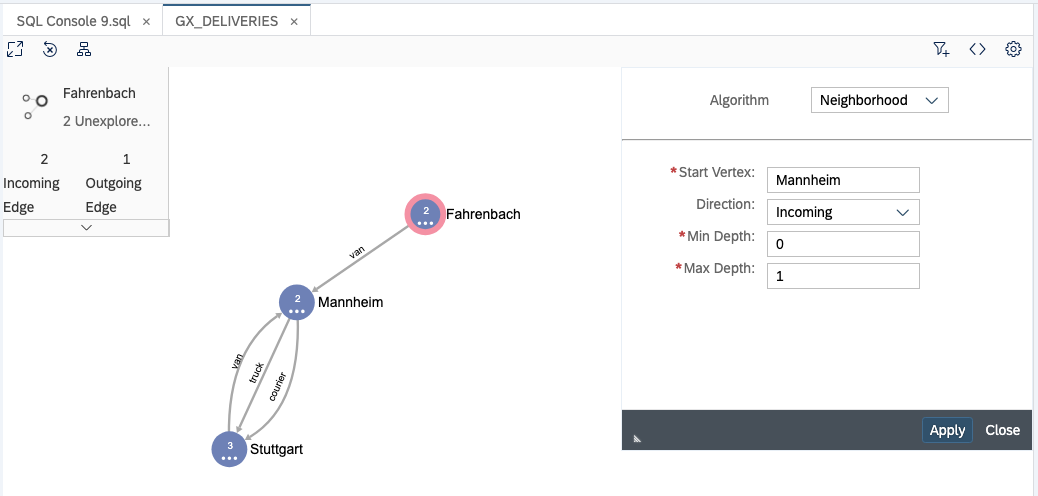 SQL Console 9.sql ×
GX_DELIVERIES ×
Fahrenbach
2 Unexplore...
2
Incoming
Edge
1
Outgoing
Edge
Algorithm
Neighborhood
*Start Vertex:
Mannheim
Direction:
Incoming
*Min Depth:
0
*Max Depth:
1
Apply
Close
2
Fahrenbach
van
2
Mannheim
van
truck
courier
3
Stuttgart